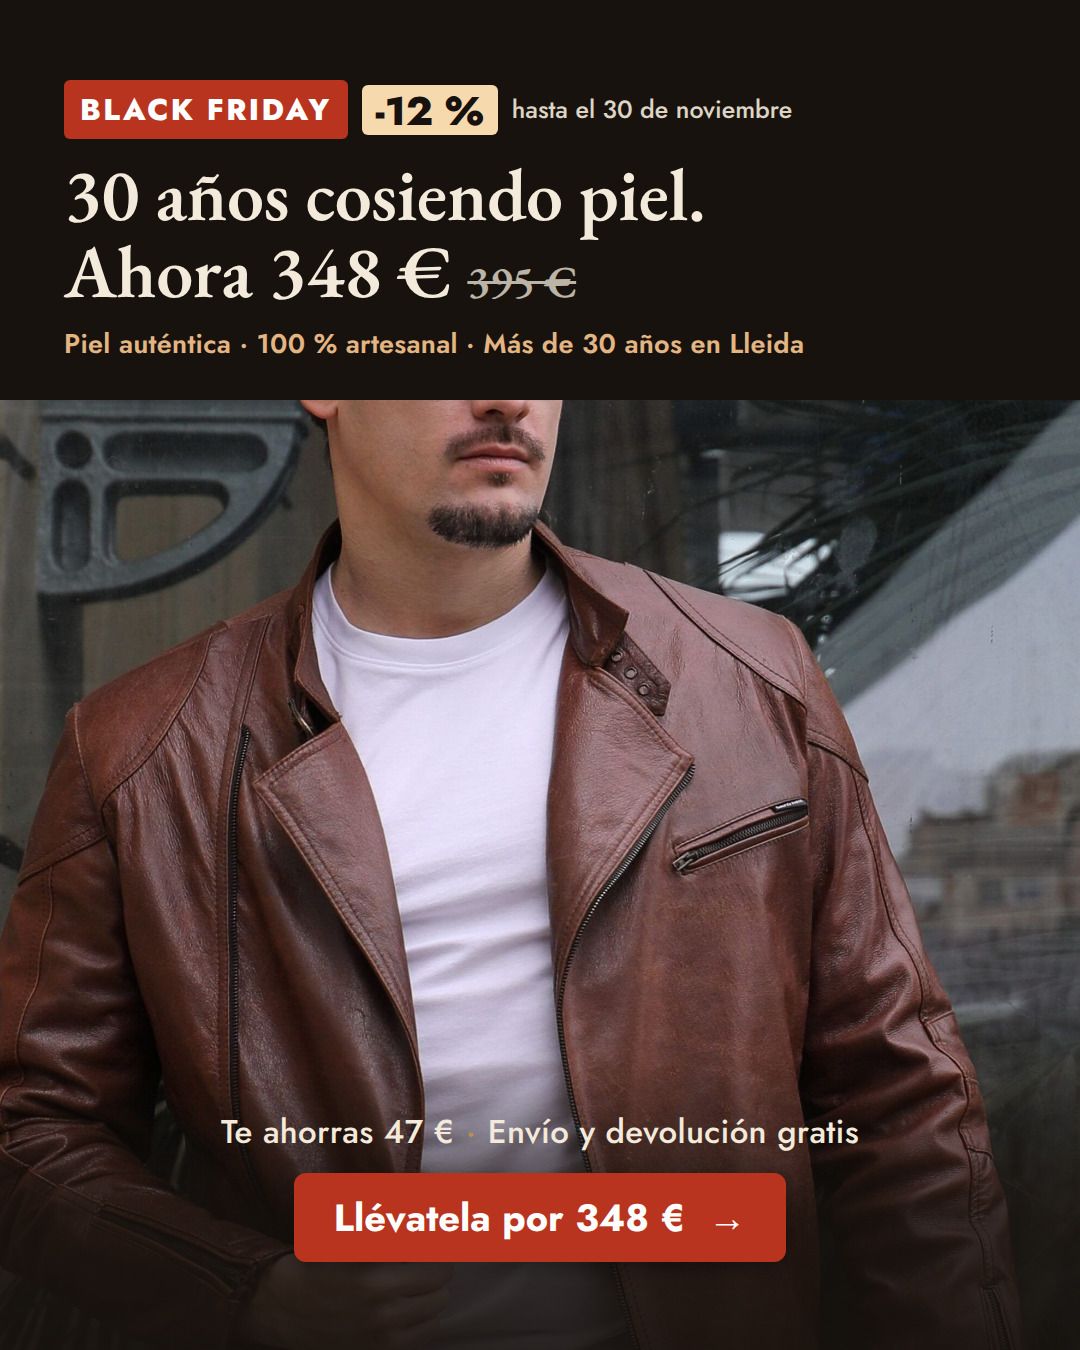 BLACK FRIDAY -12 % hasta el 30 de noviembre
30 años cosiendo piel.
Ahora 348 € 395 €
Piel auténtica · 100 % artesanal · Más de 30 años en Lleida
Te ahorras 47 € · Envío y devolución gratis
Llévatela por 348 € →